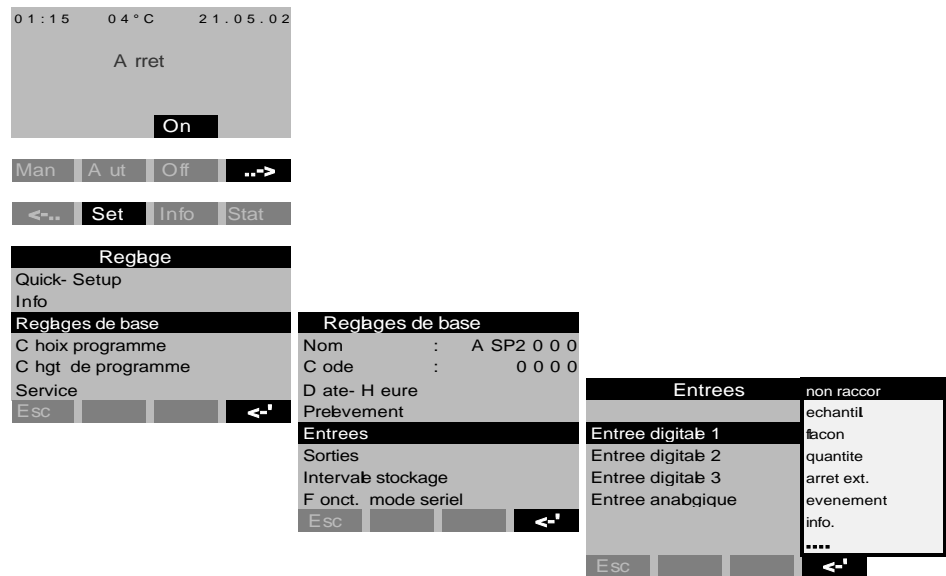 01:15 04°C 21.05.02
Arret
On
Man Aut Off ..->
<-.. Set Info Stat
Reglage
Quick-Setup
Info
Reglages de base
Choix programme
Chgt de programme
Service
Esc <-'
Reglages de base
Nom : ASP2000
Code : 0000
Date-Heure
Prelevement
Entrees
Sorties
Intervale stockage
Fonct. mode seriel
Esc <-'
Entrees
Entree digitale 1
Entree digitale 2
Entree digitale 3
Entree analogique
Esc <-'
non raccor
echantil.
flacon
quantite
arret ext.
evenement
info.
....